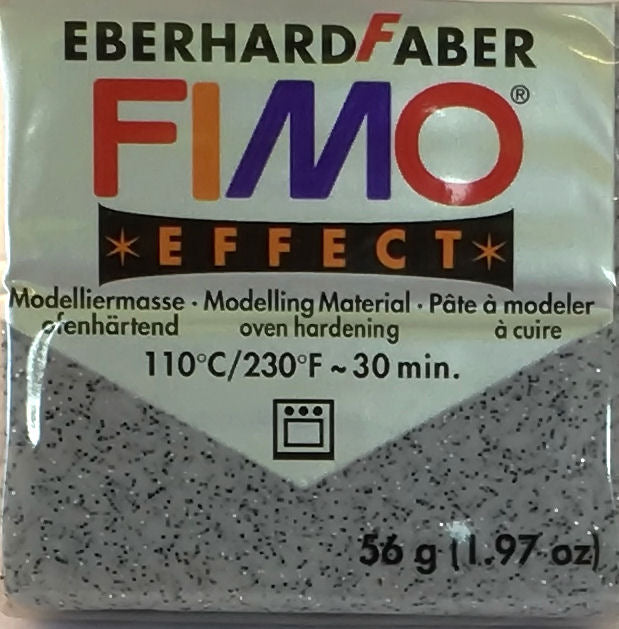 EBERHARDFABER
FIMO®
*EFFECT*
Modelliermasse · Modelling Material · Pâte à modeler
ofenhärtend oven hardening à cuire
110°C/230°F ~ 30 min.
56 g (1.97 oz)